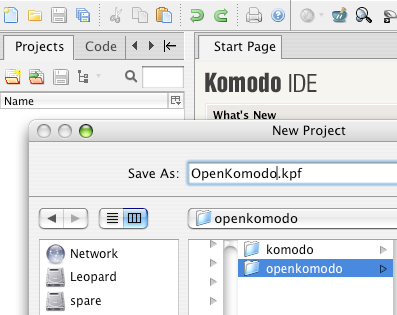 Projects Code Start Page
Komodo IDE
Name
What's New
New Project
Save As: OpenKomodo.kpf
openkomodo
Network
Leopard
spare
komodo
openkomodo